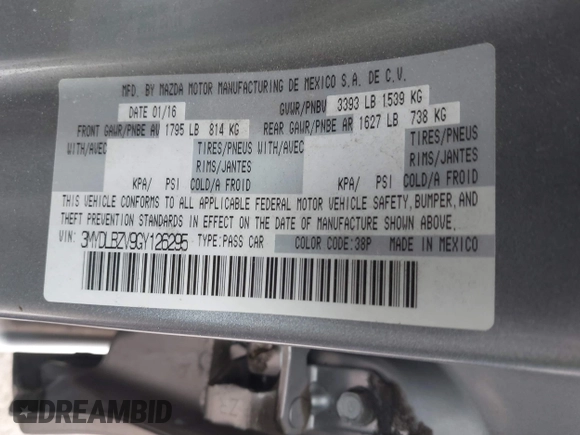 MFD. BY MAZDA MOTOR MANUFACTURING DE MEXICO S.A. DE C.V.
DATE 01/16 GVWR/PNBV 3393 LB 1539 KG
FRONT GAWR/PNBE AV 1795 LB 814 KG REAR GAWR/PNBE AR 1627 LB 738 KG
WITH/AVEC TIRES/PNEUS WITH/AVEC TIRES/PNEUS
RIMS/JANTES RIMS/JANTES
KPA/ PSI COLD/A FROID KPA/ PSI COLD/A FROID
THIS VEHICLE CONFORMS TO ALL APPLICABLE FEDERAL MOTOR VEHICLE SAFETY, BUMPER, AND
THEFT PREVENTION STANDARDS IN EFFECT ON THE DATE OF MANUFACTURE SHOWN ABOVE.
VIN: 3MYDLBZV9GY126295 TYPE:PASS CAR COLOR CODE:38P MADE IN MEXICO
DREAMBID